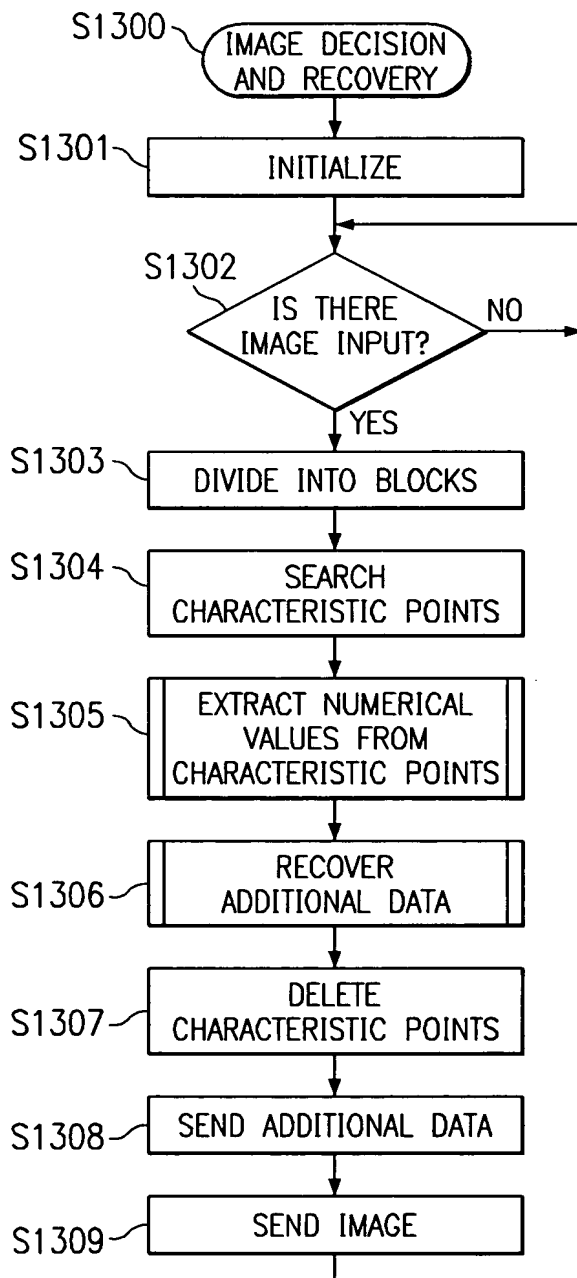 S1300
IMAGE DECISION
AND RECOVERY
S1301
INITIALIZE
S1302
IS THERE
IMAGE INPUT?
NO
YES
S1303
DIVIDE INTO BLOCKS
S1304
SEARCH
CHARACTERISTIC POINTS
S1305
EXTRACT NUMERICAL
VALUES FROM
CHARACTERISTIC POINTS
S1306
RECOVER
ADDITIONAL DATA
S1307
DELETE
CHARACTERISTIC POINTS
S1308
SEND ADDITIONAL DATA
S1309
SEND IMAGE